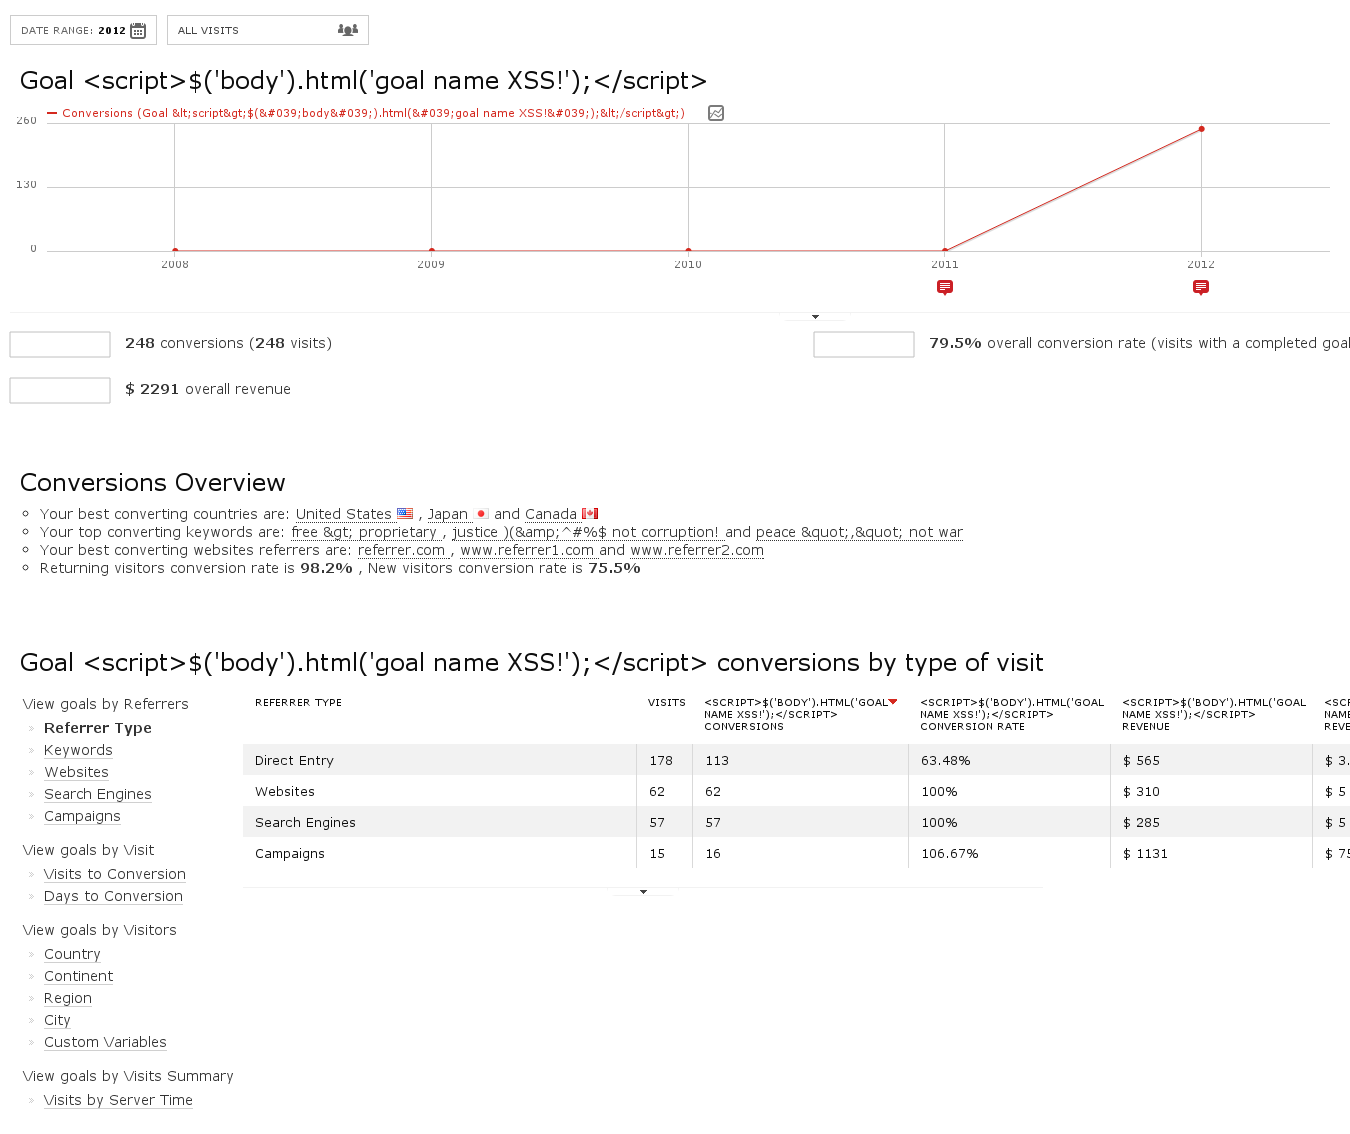 DATE RANGE: 2012 ALL VISITS
Goal <script>$('body').html('goal name XSS!');</script>
Conversions (Goal &lt;script&gt;$(&#039;body&#039;).html(&#039;goal name XSS!&#039;);&lt;/script&gt;)
260
130
0
2008 2009 2010 2011 2012
248 conversions (248 visits) 79.5% overall conversion rate (visits with a completed goal
$ 2291 overall revenue
Conversions Overview
Your best converting countries are: United States , Japan and Canada
Your top converting keywords are: free &gt; proprietary , justice )(&amp;^#%$ not corruption! and peace &quot;,&quot; not war
Your best converting websites referrers are: referrer.com , www.referrer1.com and www.referrer2.com
Returning visitors conversion rate is 98.2% , New visitors conversion rate is 75.5%
Goal <script>$('body').html('goal name XSS!');</script> conversions by type of visit
View goals by Referrers
» Referrer Type
» Keywords
» Websites
» Search Engines
» Campaigns
View goals by Visit
» Visits to Conversion
» Days to Conversion
View goals by Visitors
» Country
» Continent
» Region
» City
» Custom Variables
View goals by Visits Summary
» Visits by Server Time
REFERRER TYPE VISITS <SCRIPT>$('BODY').HTML('GOAL <SCRIPT>$('BODY').HTML('GOAL <SCRIPT>$('BODY').HTML('GOAL <SCR
NAME XSS!');</SCRIPT> NAME XSS!');</SCRIPT> NAME XSS!');</SCRIPT> NAME
CONVERSIONS CONVERSION RATE REVENUE REVE
Direct Entry 178 113 63.48% $ 565 $ 3.
Websites 62 62 100% $ 310 $ 5
Search Engines 57 57 100% $ 285 $ 5
Campaigns 15 16 106.67% $ 1131 $ 75